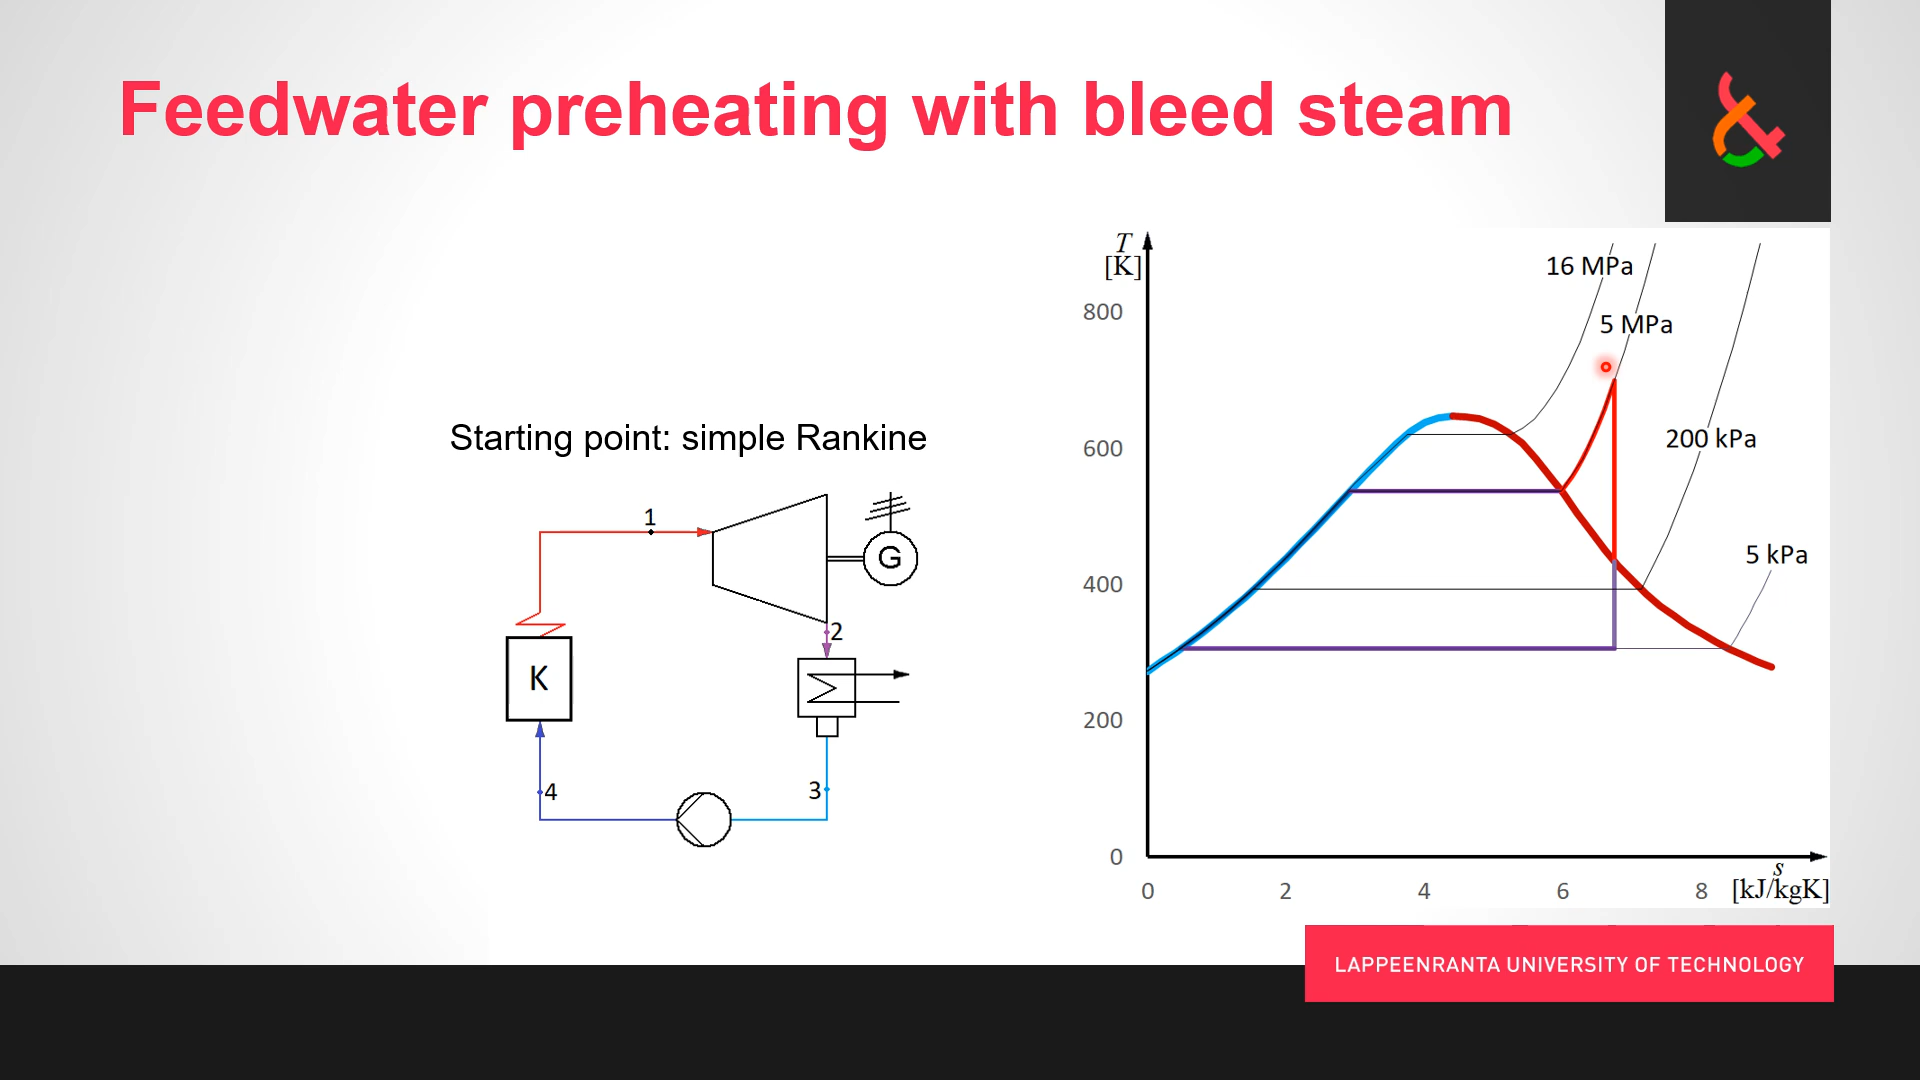 Feedwater preheating with bleed steam
Starting point: simple Rankine
1
G
2
K
4
3
T
[K]
800
600
400
200
0
0
2
4
6
8
s
[kJ/kgK]
16 MPa
5 MPa
200 kPa
5 kPa
LAPPEENRANTA UNIVERSITY OF TECHNOLOGY